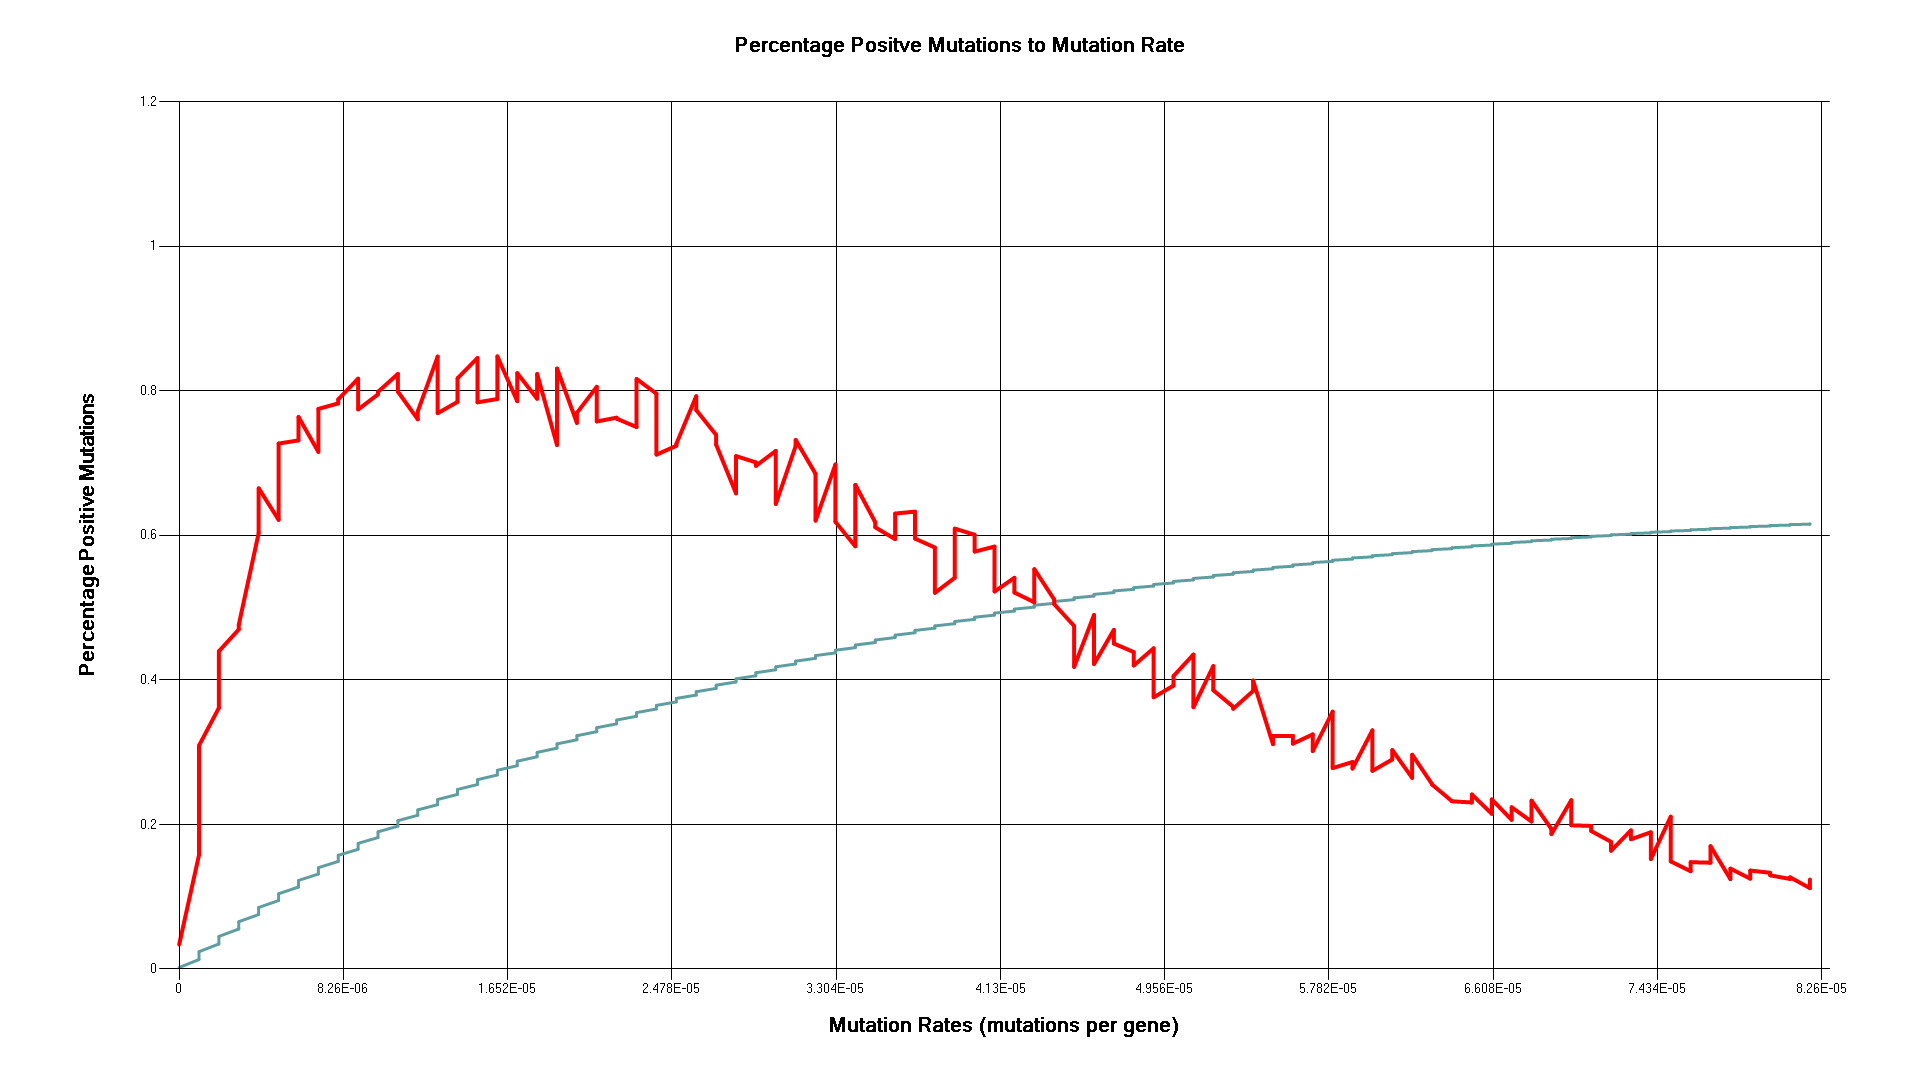 Percentage Positve Mutations to Mutation Rate
1.2
1
0.8
0.6
0.4
0.2
0
Percentage Positive Mutations
0 8.26E-06 1.652E-05 2.478E-05 3.304E-05 4.13E-05 4.956E-05 5.782E-05 6.608E-05 7.434E-05 8.26E-05
Mutation Rates (mutations per gene)